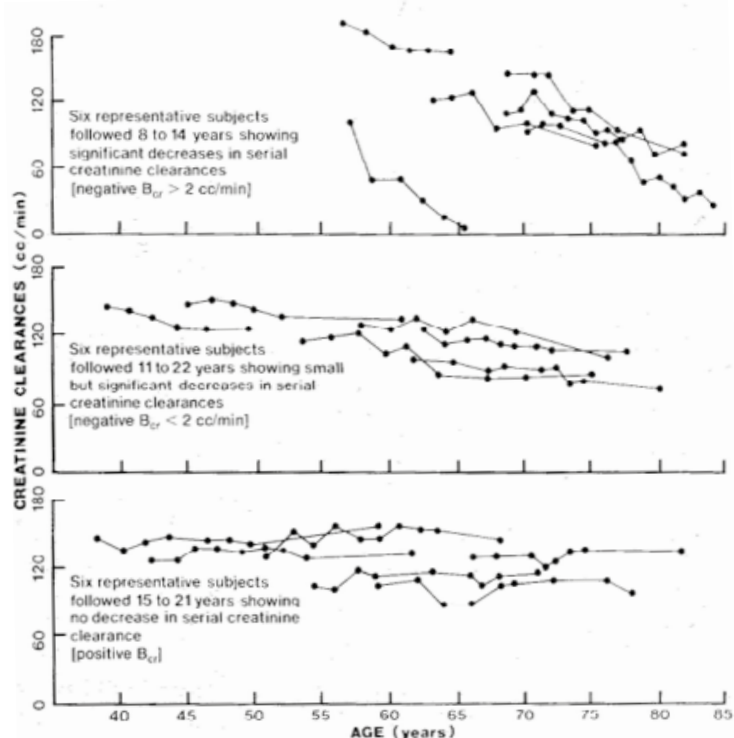 CREATININE CLEARANCES (cc/min)
180
120
60
0
Six representative subjects
followed 8 to 14 years showing
significant decreases in serial
creatinine clearances
[negative Bcr > 2 cc/min]
180
120
60
0
Six representative subjects
followed 11 to 22 years showing small
but significant decreases in serial
creatinine clearances
[negative Bcr < 2 cc/min]
180
120
60
0
Six representative subjects
followed 15 to 21 years showing
no decrease in serial creatinine
clearance
[positive Bcr]
40 45 50 55 60 65 70 75 80 85
AGE (years)